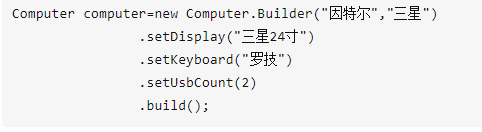 Computer computer=new Computer.Builder("因特尔","三星")
.setDisplay("三星24寸")
.setKeyboard("罗技")
.setUsbCount(2)
.build();